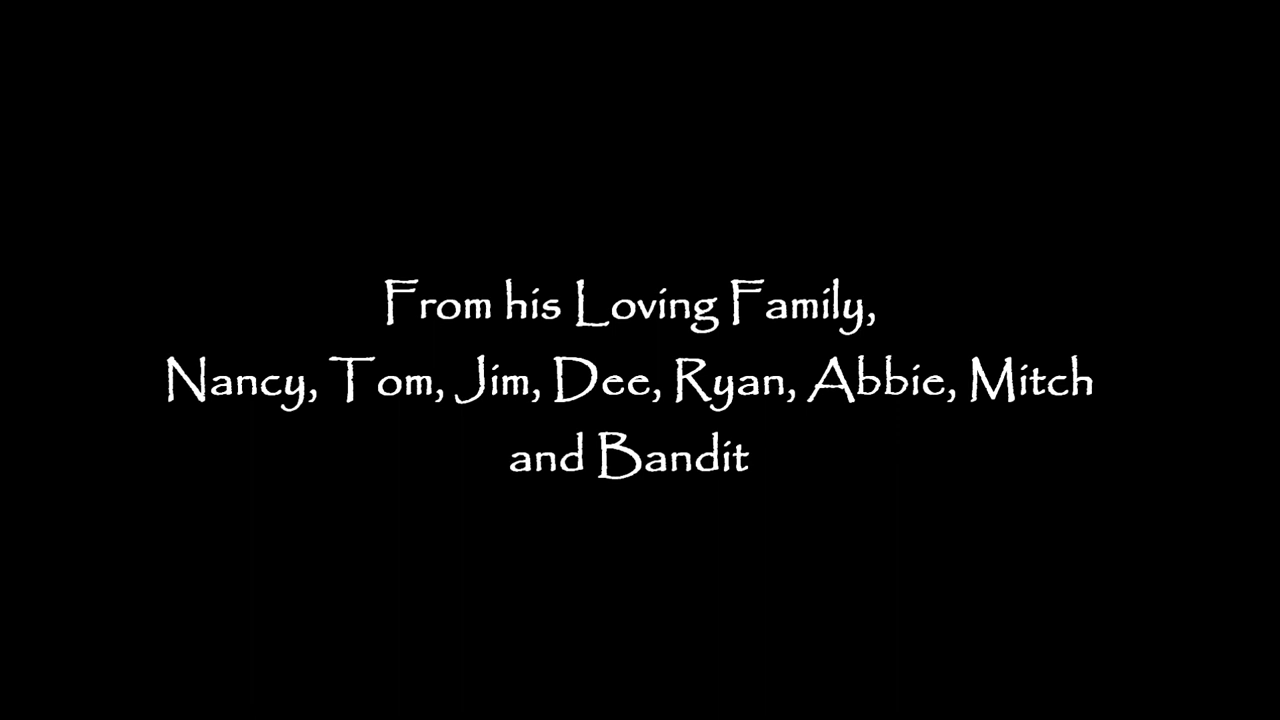 From his Loving Family,
Nancy, Tom, Jim, Dee, Ryan, Abbie, Mitch
and Bandit